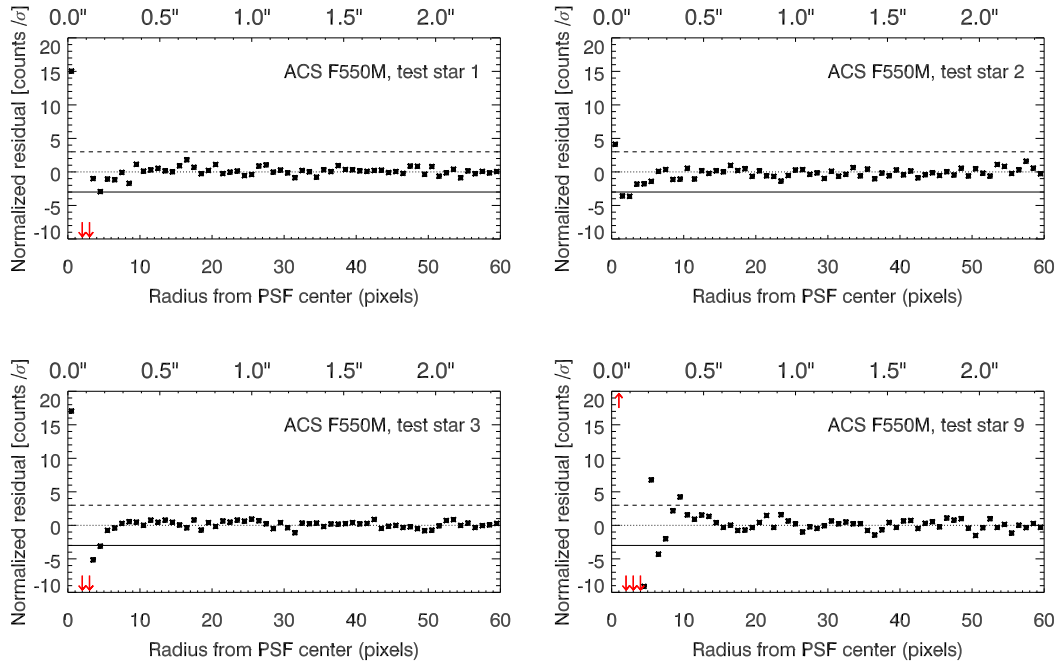 0.0" 0.5" 1.0" 1.5" 2.0"
20
15
10
5
0
-5
-10
Normalized residual [counts /σ]
ACS F550M, test star 1
0 10 20 30 40 50 60
Radius from PSF center (pixels)
0.0" 0.5" 1.0" 1.5" 2.0"
20
15
10
5
0
-5
-10
Normalized residual [counts /σ]
ACS F550M, test star 2
0 10 20 30 40 50 60
Radius from PSF center (pixels)
0.0" 0.5" 1.0" 1.5" 2.0"
20
15
10
5
0
-5
-10
Normalized residual [counts /σ]
ACS F550M, test star 3
0 10 20 30 40 50 60
Radius from PSF center (pixels)
0.0" 0.5" 1.0" 1.5" 2.0"
20
15
10
5
0
-5
-10
Normalized residual [counts /σ]
ACS F550M, test star 9
0 10 20 30 40 50 60
Radius from PSF center (pixels)